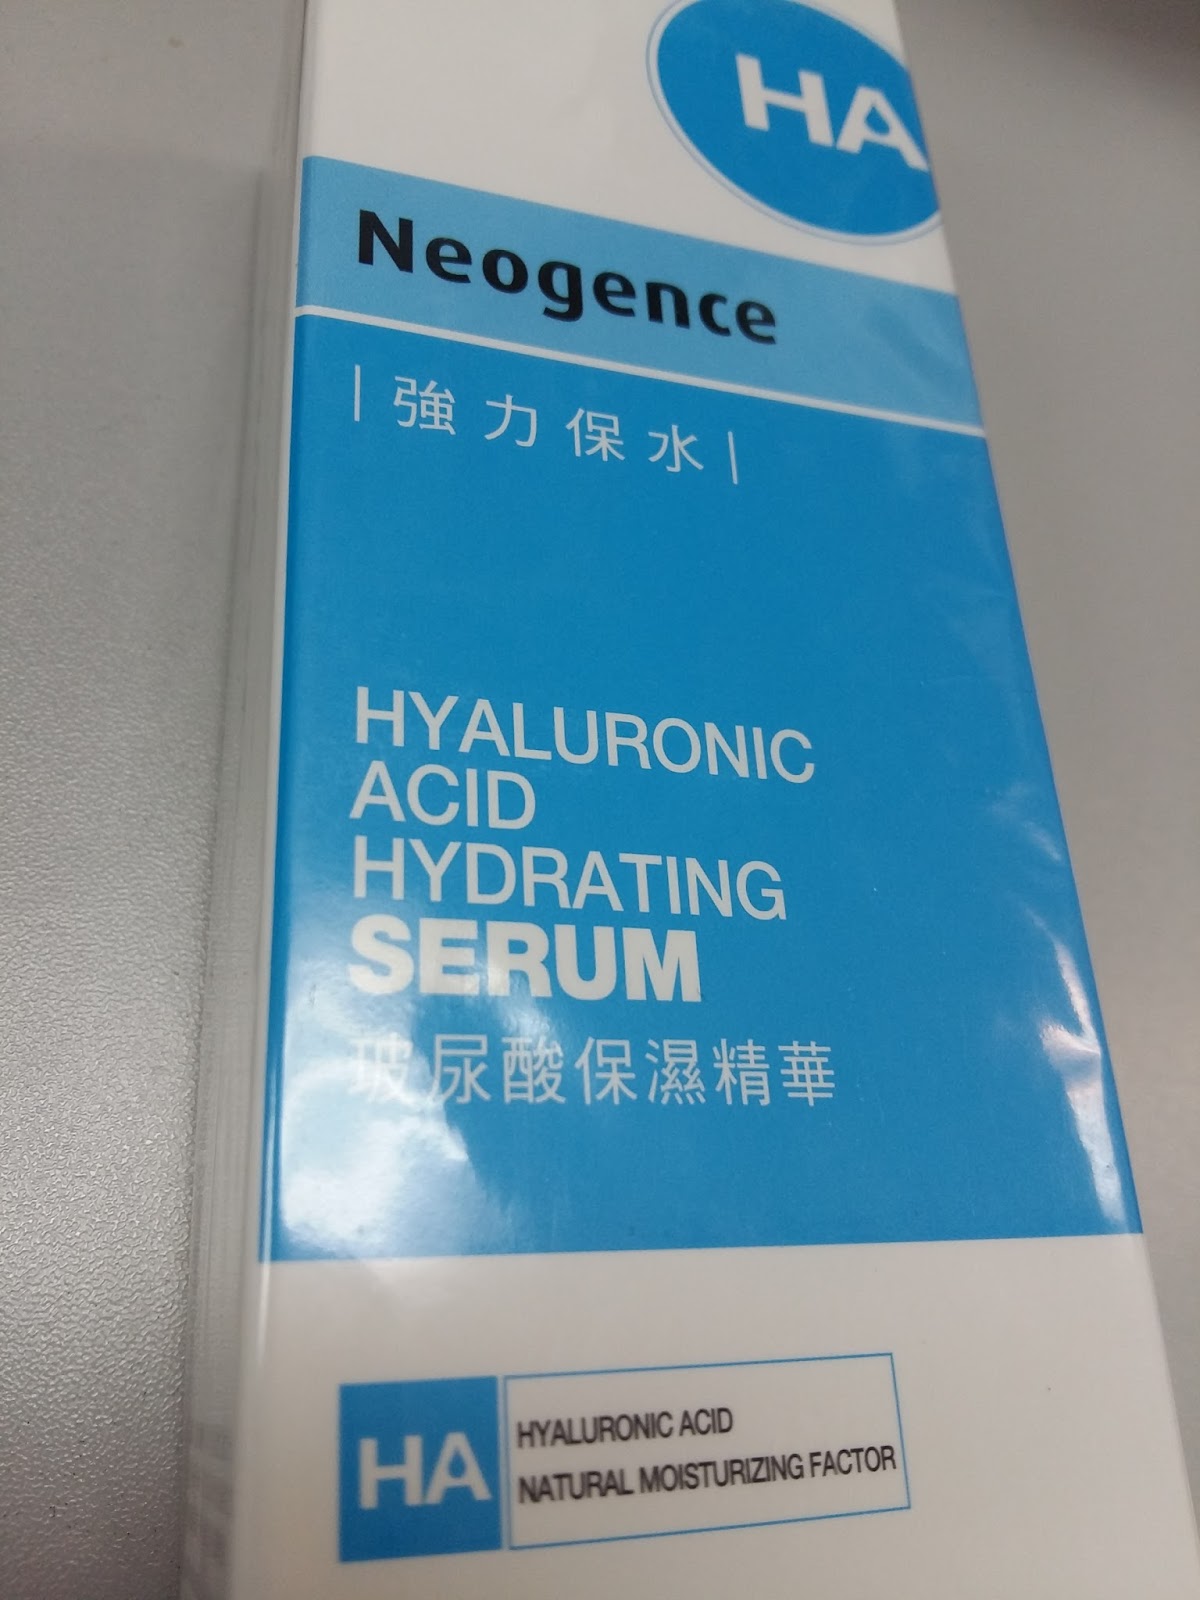 HA
Neogence
|強力保水|
HYALURONIC
ACID
HYDRATING
SERUM
玻尿酸保濕精華
HA
HYALURONIC ACID
NATURAL MOISTURIZING FACTOR